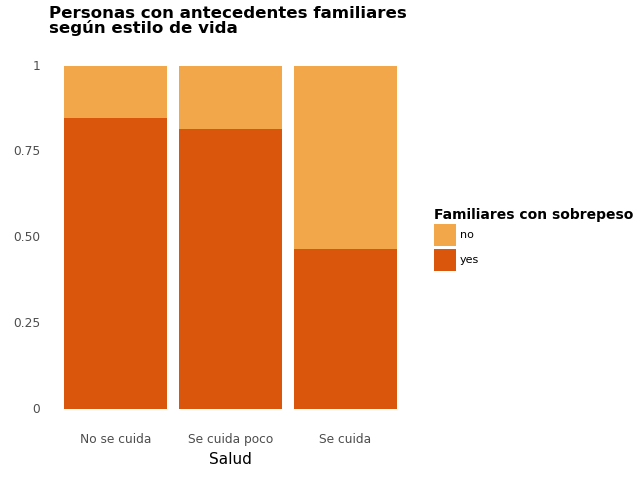 Personas con antecedentes familiares
según estilo de vida
1
0.75
0.50
0.25
0
No se cuida
Se cuida poco
Se cuida
Salud
Familiares con sobrepeso
no
yes